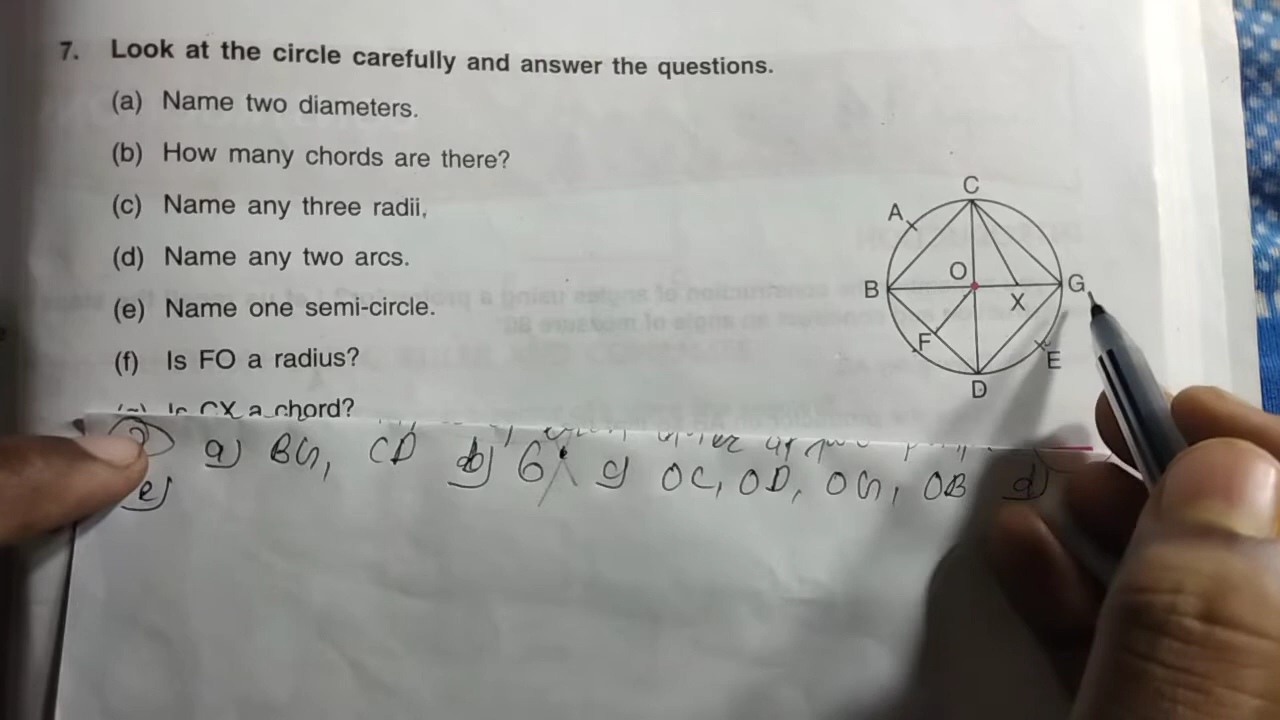 7. Look at the circle carefully and answer the questions.
(a) Name two diameters.
(b) How many chords are there?
(c) Name any three radii,
(d) Name any two arcs.
(e) Name one semi-circle.
(f) Is FO a radius?
CX a chord?
C
A
O
B
G
X
F
E
D
a) BG, CD b) 6 c) OC, OD, OG, OB d)
e)